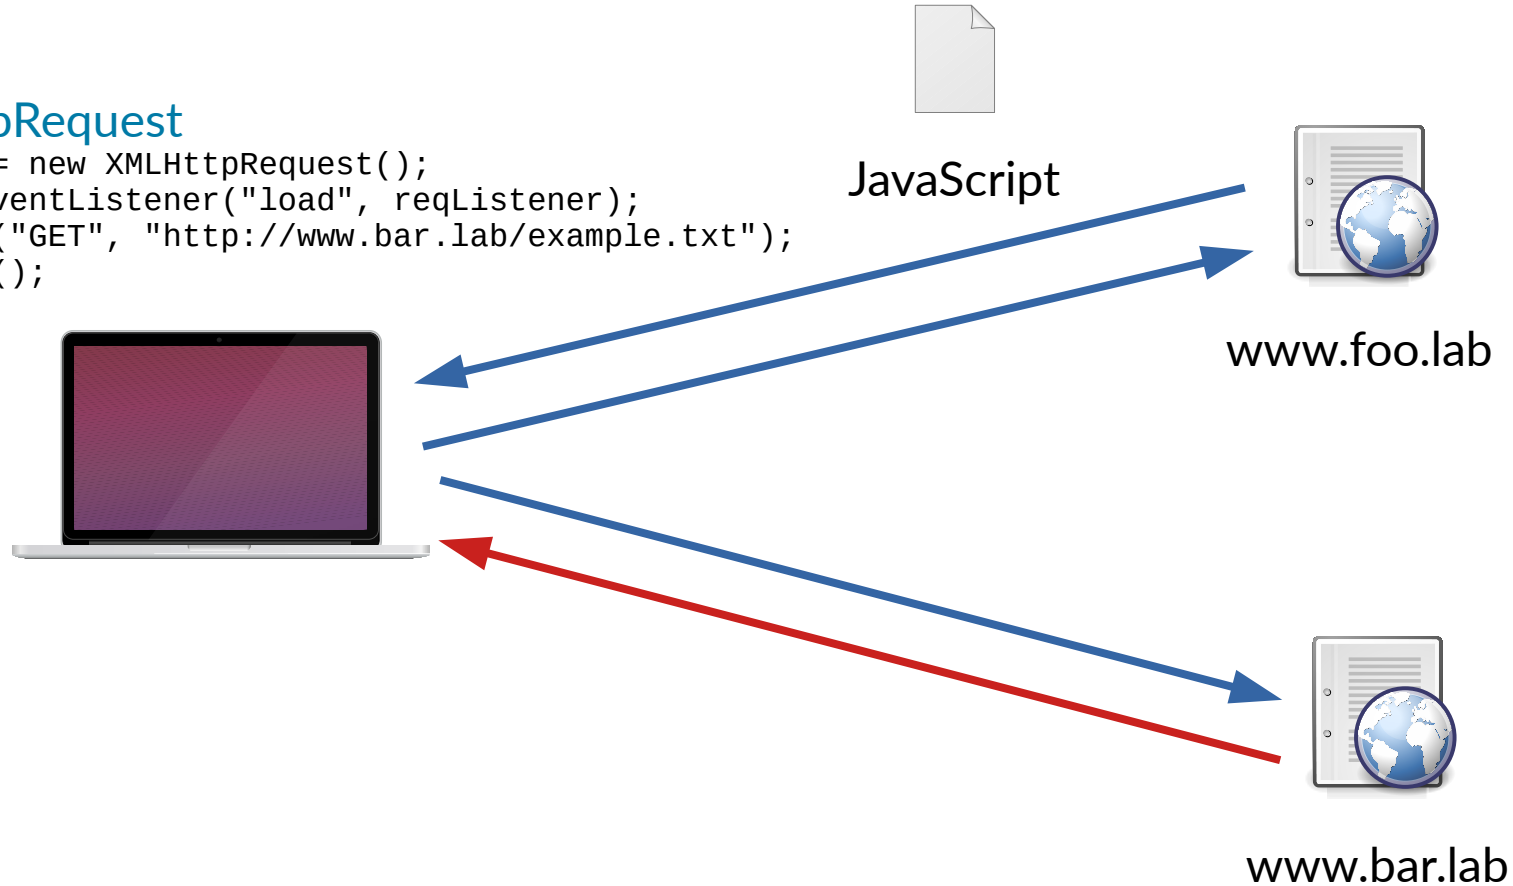 pRequest
= new XMLHttpRequest();
ventListener("load", reqListener);
("GET", "http://www.bar.lab/example.txt");
();
JavaScript
www.foo.lab
www.bar.lab